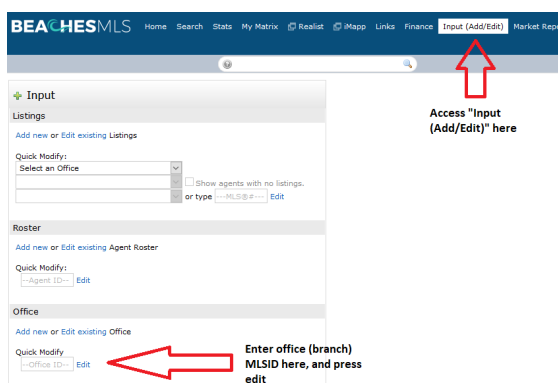 BEACHESMLS Home Search Stats My Matrix Realist iMapp Links Finance Input (Add/Edit) Market Repo
Input
Listings
Access "Input
(Add/Edit)" here
Add new or Edit existing Listings
Quick Modify:
Select an Office
Show agents with no listings.
or type ---MLS®#--- Edit
Roster
Add new or Edit existing Agent Roster
Quick Modify:
--Agent ID-- Edit
Office
Add new or Edit existing Office
Quick Modify
--Office ID-- Edit
Enter office (branch)
MLSID here, and press
edit